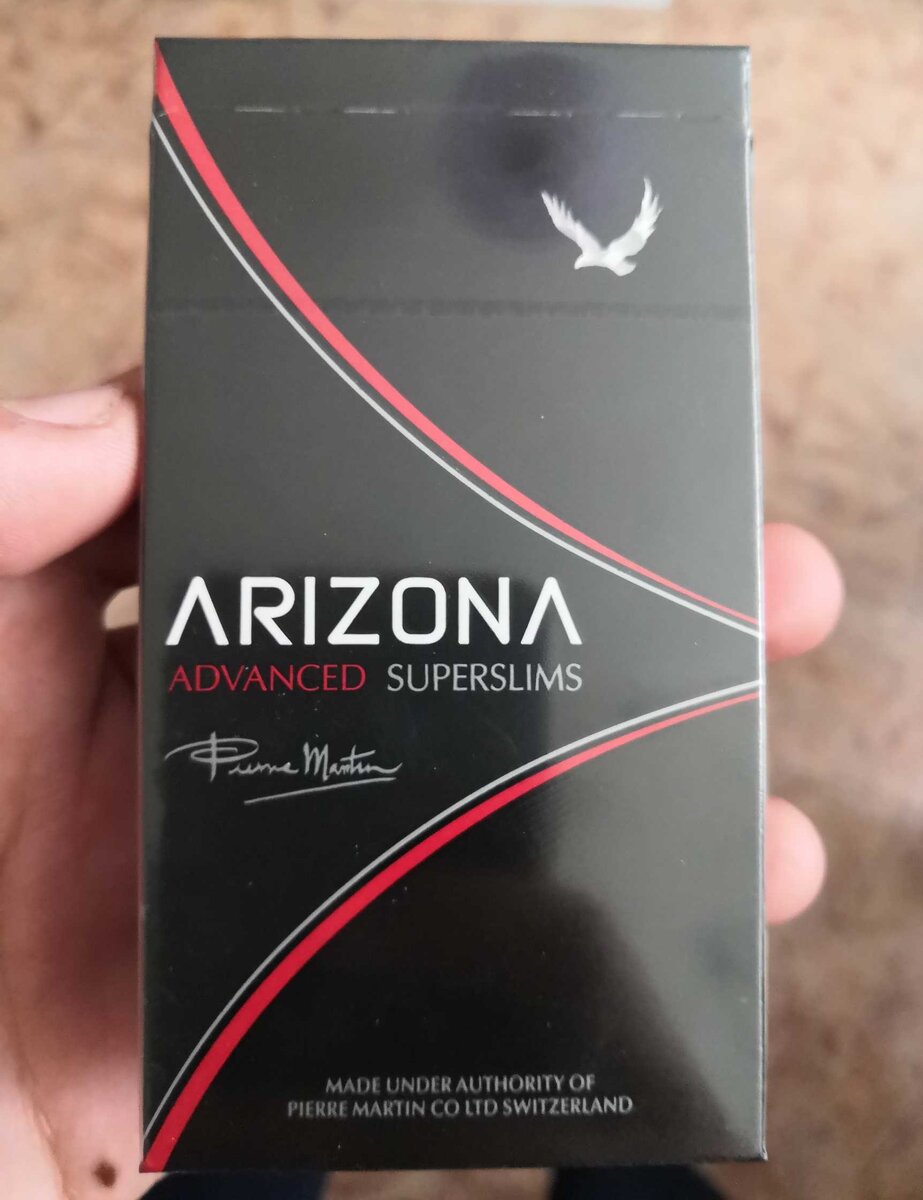 ARIZONA
ADVANCED SUPERSLIMS
Pierre Martin
MADE UNDER AUTHORITY OF
PIERRE MARTIN CO LTD SWITZERLAND